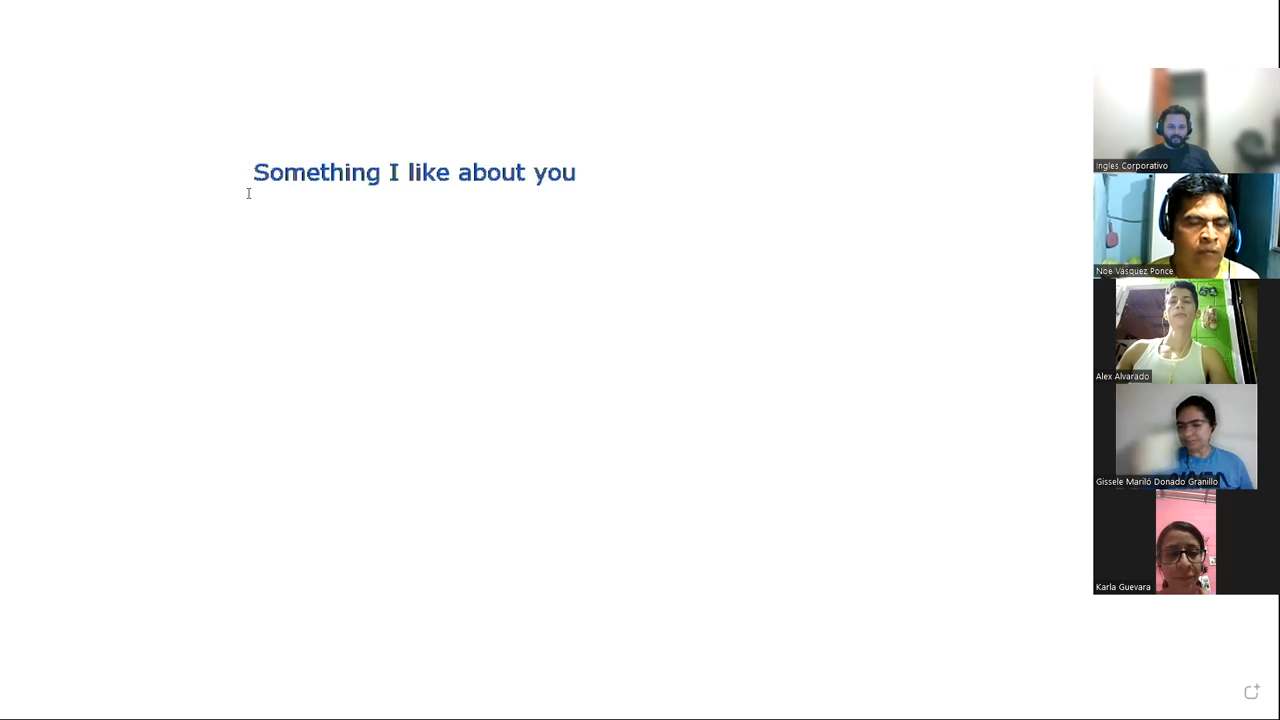 Something I like about you
Ingles Corporativo
Noe Vásquez Ponce
Alex Alvarado
Gissele Mariló Donado Granillo
Karla Guevara